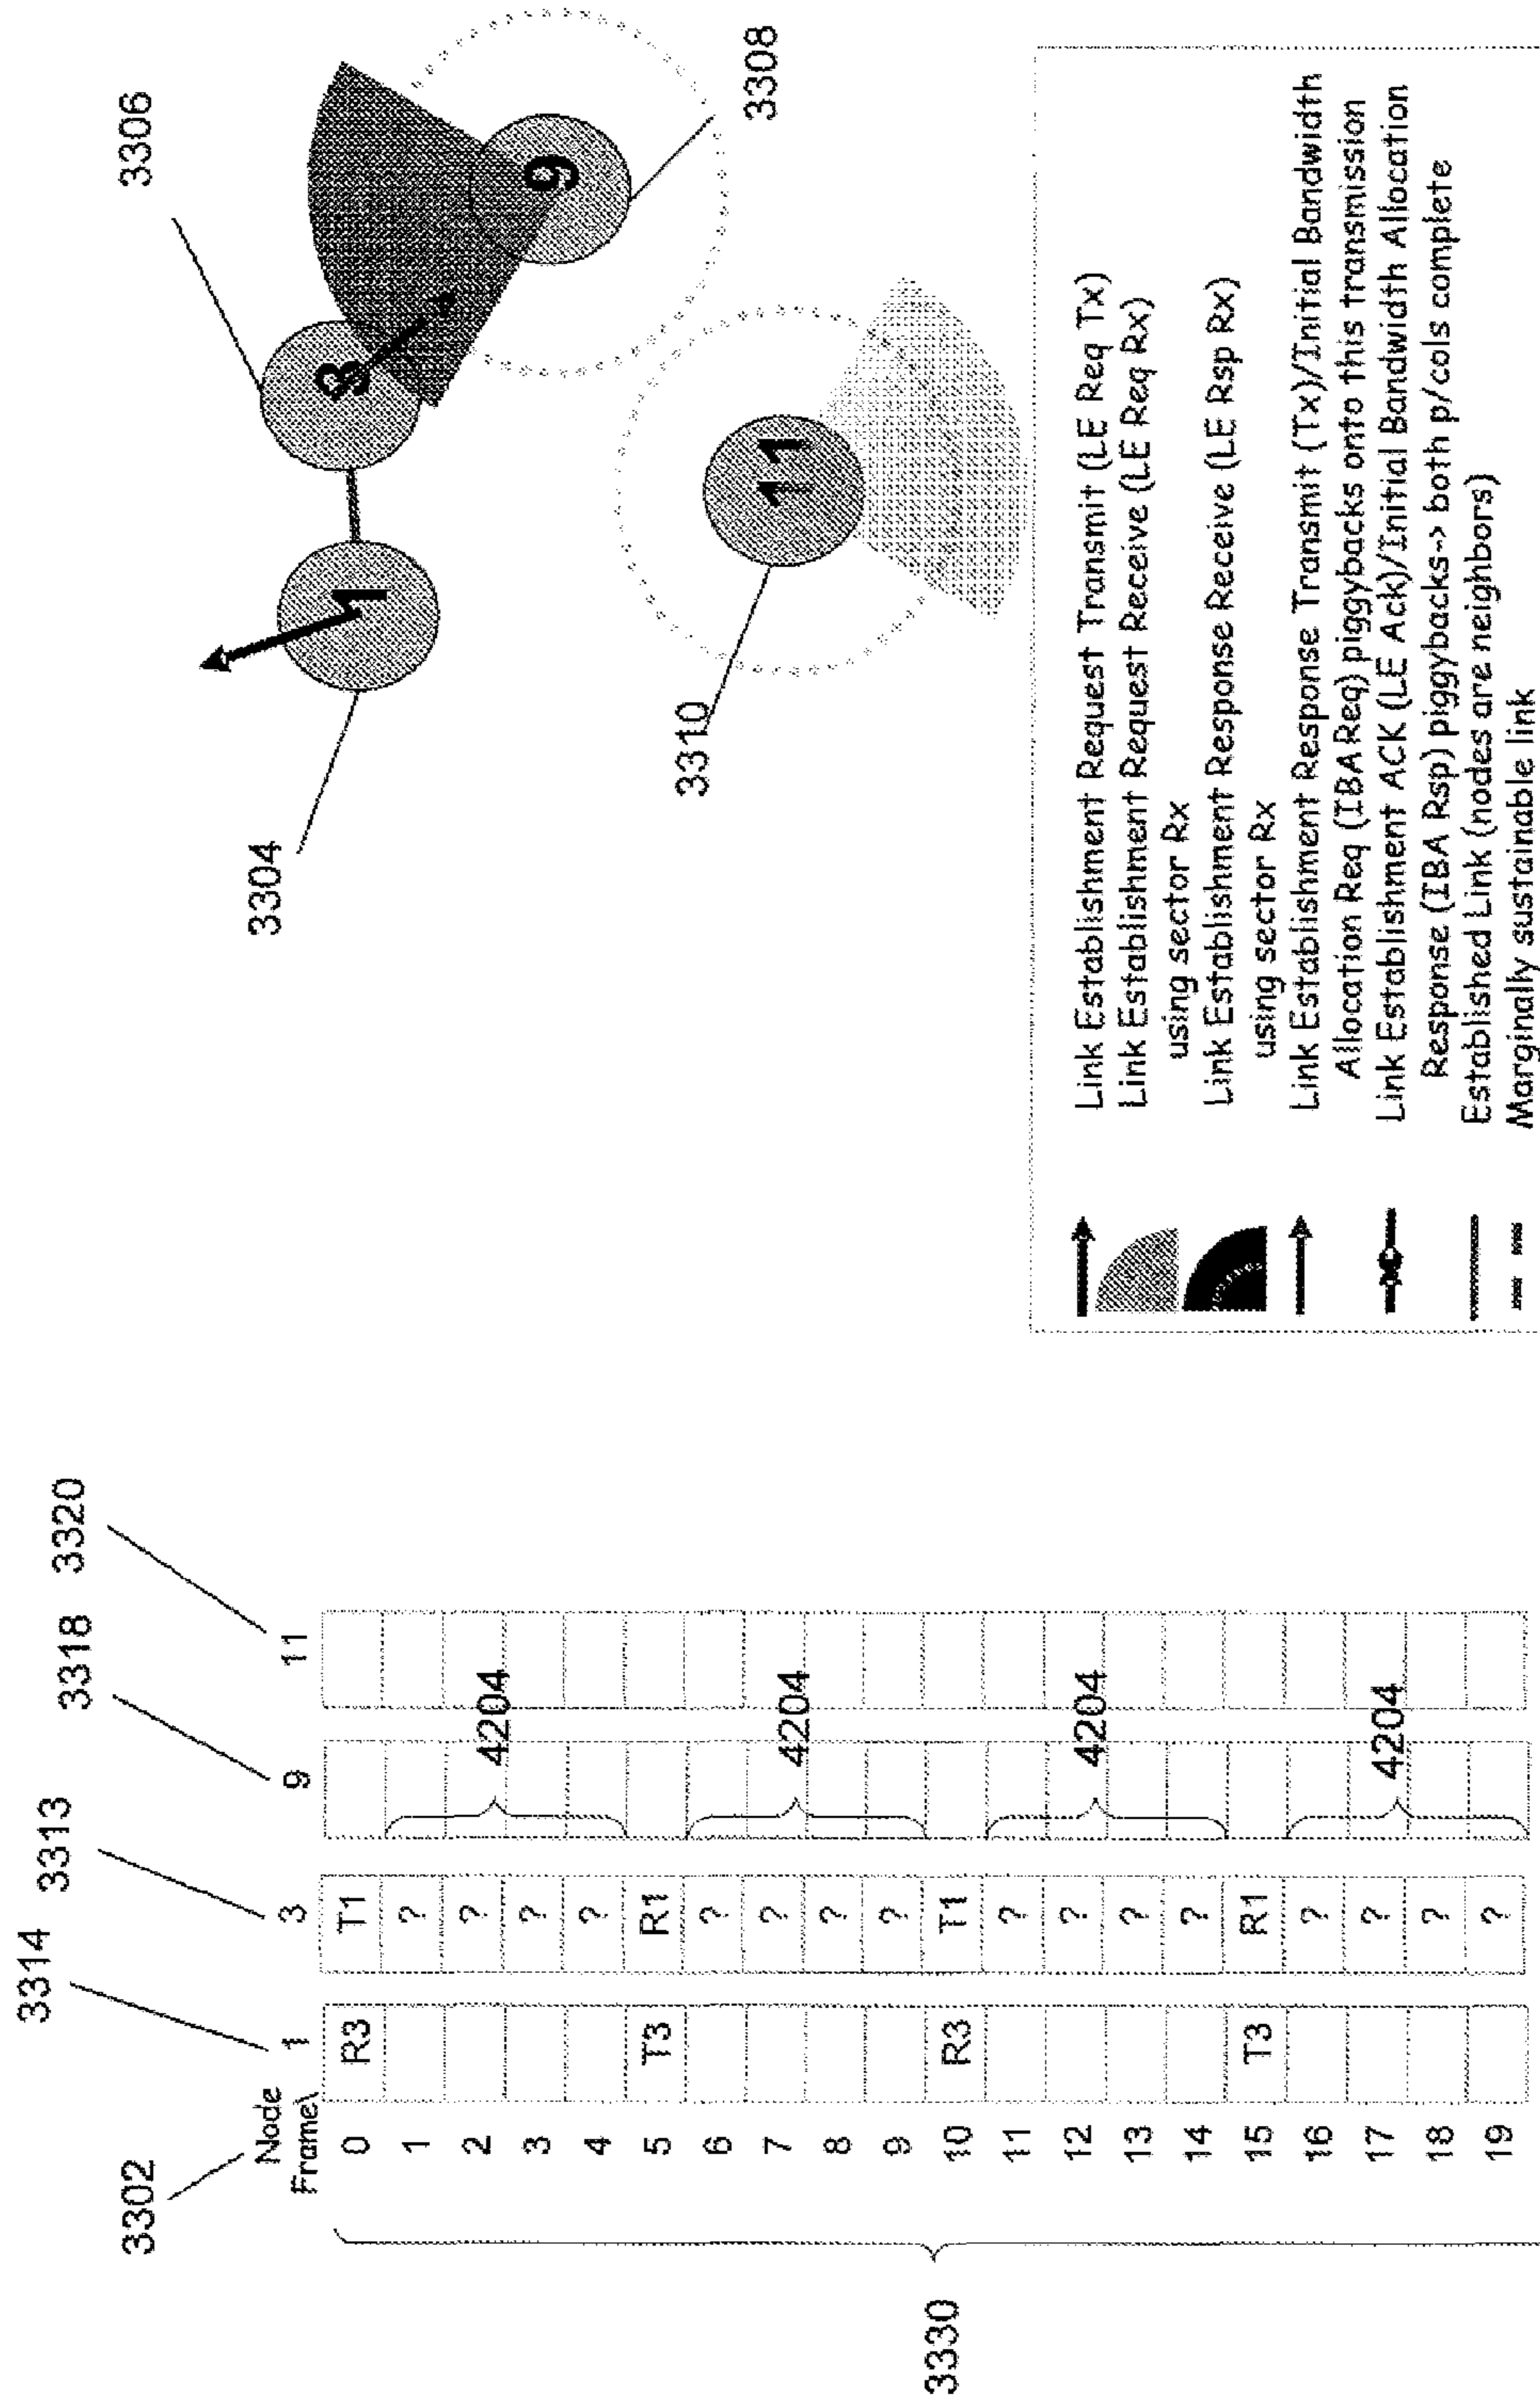 3302
3314
3313
3318
3320
Node
Frame\
1
3
9
11
0 R3 T1
1 ?
2 ?
3 ?
4 ?
5 T3 R1
6 ?
7 ?
8 ?
9 ?
10 R3 T1
11 ?
12 ?
13 ?
14 ?
15 T3 R1
16 ?
17 ?
18 ?
19 ?
4204
4204
4204
4204
3330
3304
3306
3308
3310
1
3
9
11
Link Establishment Request Transmit (LE Req Tx)
Link Establishment Request Receive (LE Req Rx)
using sector Rx
Link Establishment Response Receive (LE Rsp Rx)
using sector Rx
Link Establishment Response Transmit (Tx)/Initial Bandwidth
Allocation Req (IBA Req) piggybacks onto this transmission
Link Establishment ACK (LE Ack)/Initial Bandwidth Allocation
Response (IBA Rsp) piggybacks--> both p/cols complete
Established Link (nodes are neighbors)
Marginally sustainable link